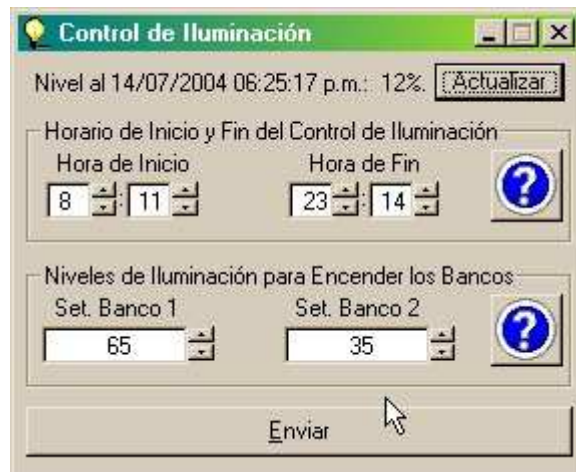 Control de Iluminación
Nivel al 14/07/2004 06:25:17 p.m.: 12%. Actualizar
Horario de Inicio y Fin del Control de Iluminación
Hora de Inicio Hora de Fin
8 : 11 23 : 14 ?
Niveles de Iluminación para Encender los Bancos
Set. Banco 1 Set. Banco 2
65 35 ?
Enviar